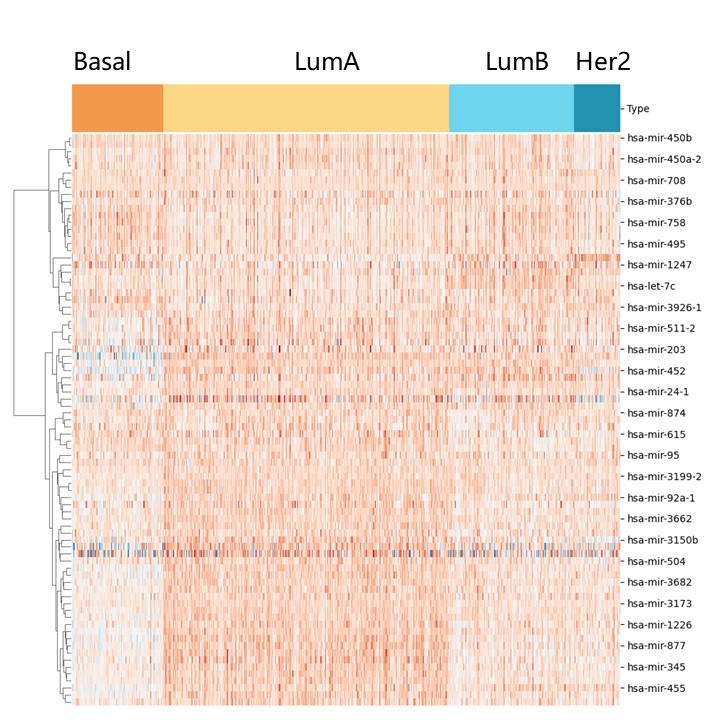 Basal LumA LumB Her2
Type
hsa-mir-450b
hsa-mir-450a-2
hsa-mir-708
hsa-mir-376b
hsa-mir-758
hsa-mir-495
hsa-mir-1247
hsa-let-7c
hsa-mir-3926-1
hsa-mir-511-2
hsa-mir-203
hsa-mir-452
hsa-mir-24-1
hsa-mir-874
hsa-mir-615
hsa-mir-95
hsa-mir-3199-2
hsa-mir-92a-1
hsa-mir-3662
hsa-mir-3150b
hsa-mir-504
hsa-mir-3682
hsa-mir-3173
hsa-mir-1226
hsa-mir-877
hsa-mir-345
hsa-mir-455